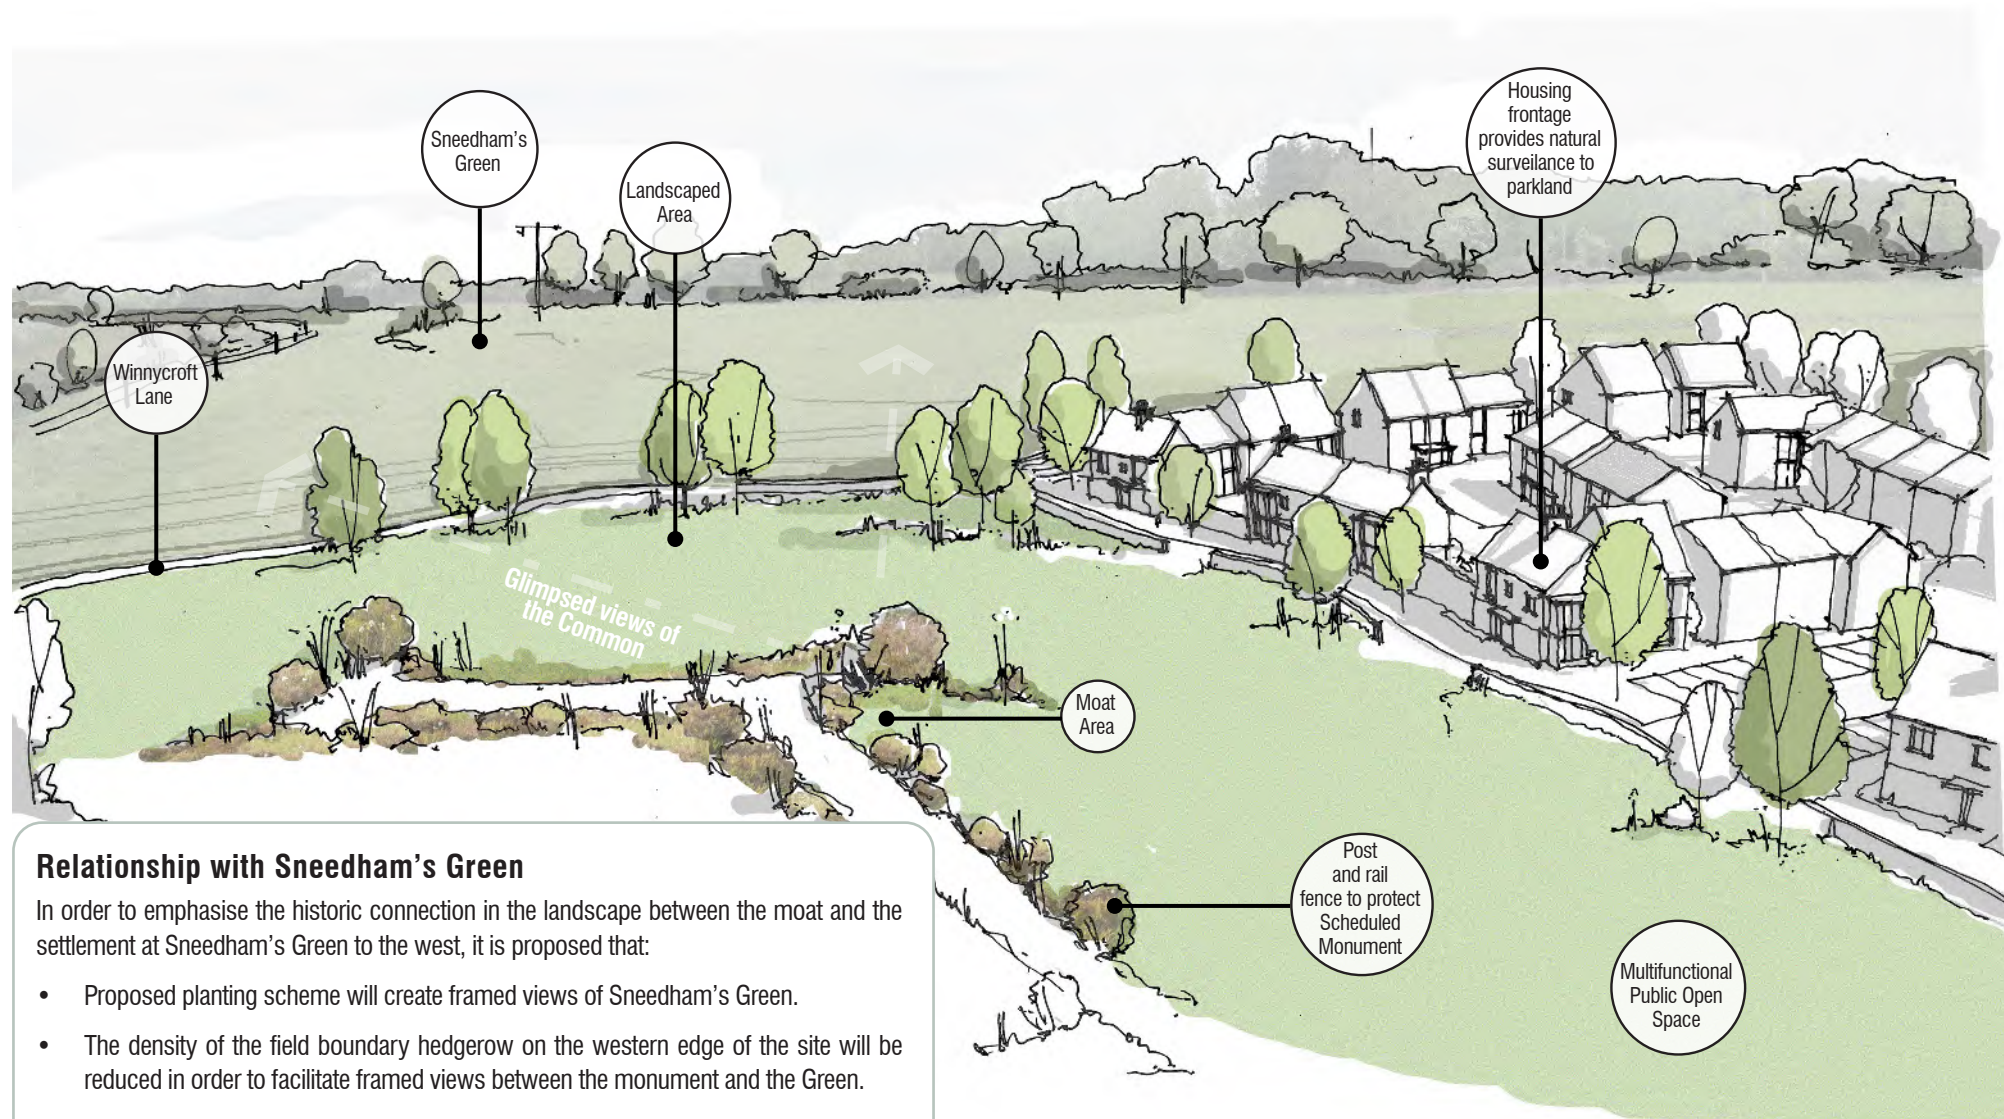 Housing
frontage
provides natural
surveilance to
parkland
Sneedham's
Green
Landscaped
Area
Winnycroft
Lane
Glimpsed views of
the Common
Moat
Area
Post
and rail
fence to protect
Scheduled
Monument
Multifunctional
Public Open
Space
Relationship with Sneedham's Green
In order to emphasise the historic connection in the landscape between the moat and the
settlement at Sneedham's Green to the west, it is proposed that:
• Proposed planting scheme will create framed views of Sneedham's Green.
• The density of the field boundary hedgerow on the western edge of the site will be
reduced in order to facilitate framed views between the monument and the Green.